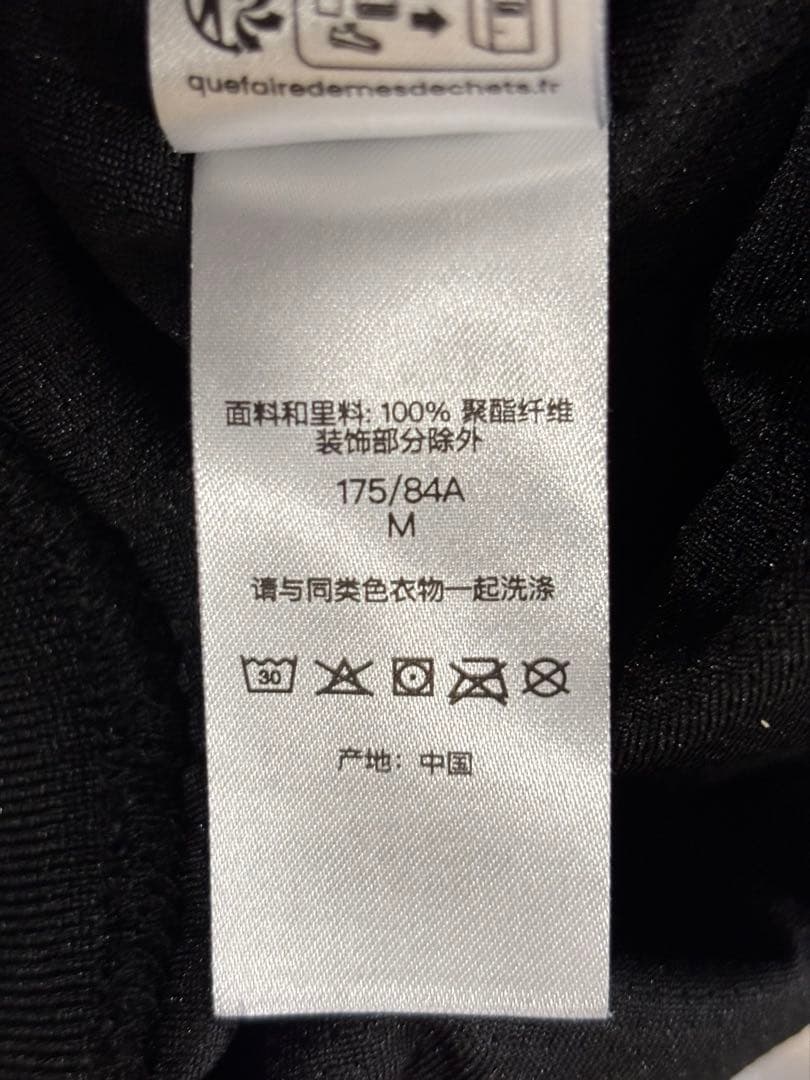 quefairedemesdechets.fr
面料和里料: 100% 聚酯纤维
装饰部分除外
175/84A
M
请与同类色衣物一起洗涤
30
产地: 中国